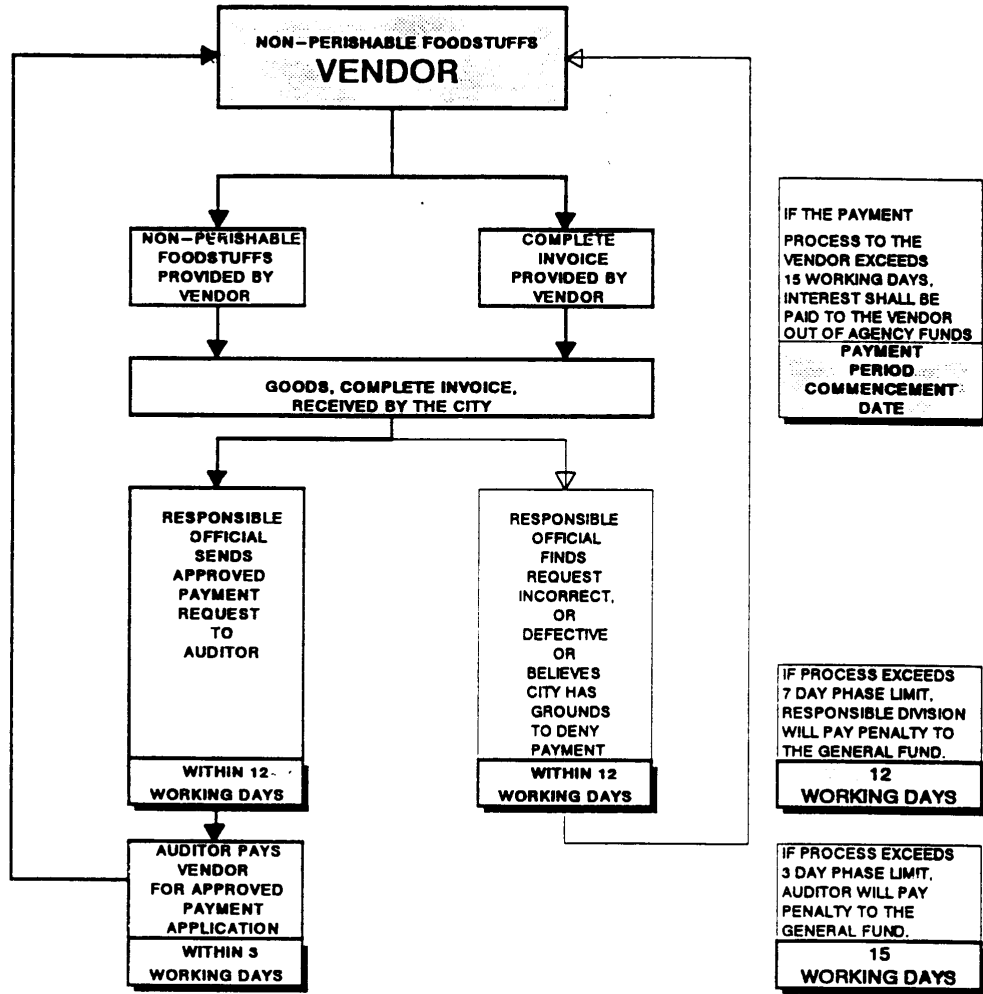 NON-PERISHABLE FOODSTUFFS
VENDOR
NON-PERISHABLE
FOODSTUFFS
PROVIDED BY
VENDOR
COMPLETE
INVOICE
PROVIDED BY
VENDOR
IF THE PAYMENT
PROCESS TO THE
VENDOR EXCEEDS
15 WORKING DAYS,
INTEREST SHALL BE
PAID TO THE VENDOR
OUT OF AGENCY FUNDS
PAYMENT
PERIOD
COMMENCEMENT
DATE
GOODS, COMPLETE INVOICE,
RECEIVED BY THE CITY
RESPONSIBLE
OFFICIAL
SENDS
APPROVED
PAYMENT
REQUEST
TO
AUDITOR
WITHIN 12
WORKING DAYS
RESPONSIBLE
OFFICIAL
FINDS
REQUEST
INCORRECT,
OR
DEFECTIVE
OR
BELIEVES
CITY HAS
GROUNDS
TO DENY
PAYMENT
WITHIN 12
WORKING DAYS
IF PROCESS EXCEEDS
7 DAY PHASE LIMIT,
RESPONSIBLE DIVISION
WILL PAY PENALTY TO
THE GENERAL FUND.
12
WORKING DAYS
AUDITOR PAYS
VENDOR
FOR APPROVED
PAYMENT
APPLICATION
WITHIN 3
WORKING DAYS
IF PROCESS EXCEEDS
3 DAY PHASE LIMIT,
AUDITOR WILL PAY
PENALTY TO THE
GENERAL FUND.
15
WORKING DAYS